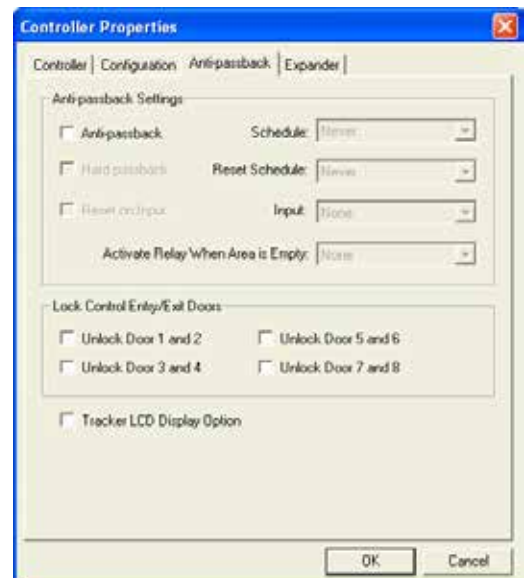 Controller Properties
Controller Configuration Anti-passback Expander
Anti-passback Settings
Anti-passback Schedule: Never
Hard passback Reset Schedule: Never
Reset on Input Input: None
Activate Relay When Area is Empty: None
Lock Control Entry/Exit Doors
Unlock Door 1 and 2 Unlock Door 5 and 6
Unlock Door 3 and 4 Unlock Door 7 and 8
Tracker LCD Display Option
OK Cancel